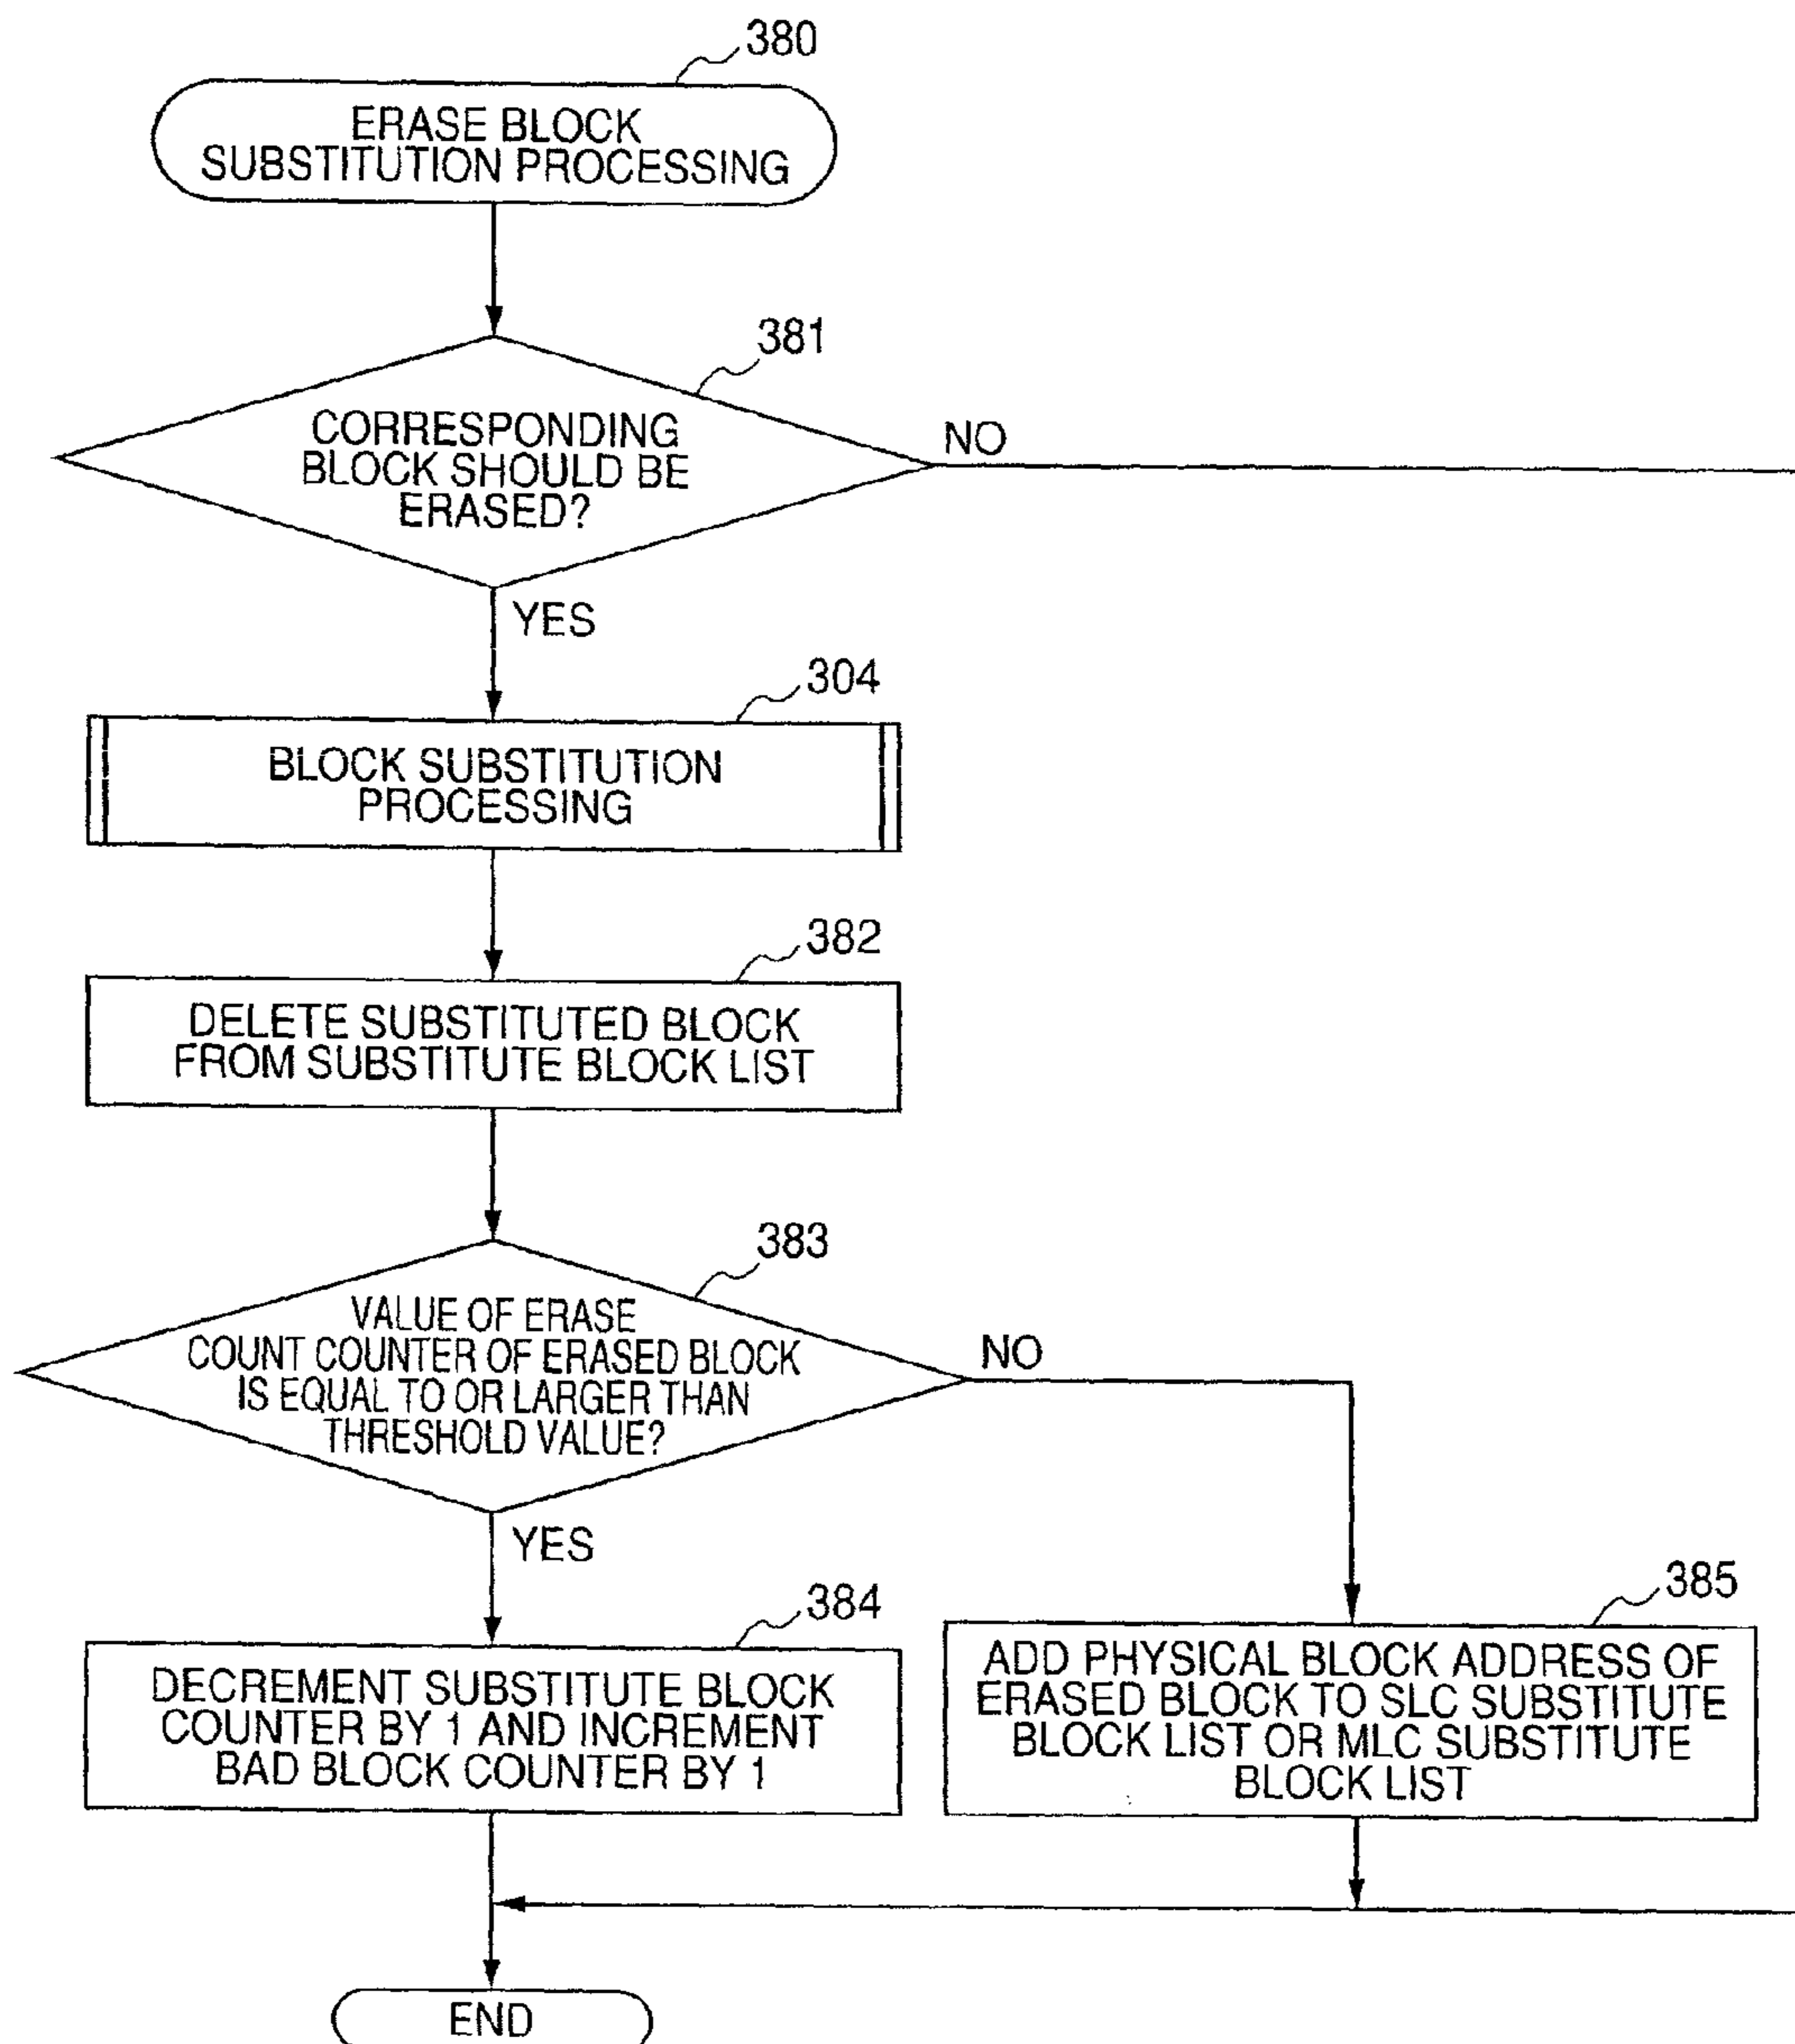 380
ERASE BLOCK
SUBSTITUTION PROCESSING
381
CORRESPONDING
BLOCK SHOULD BE
ERASED?
NO
YES
304
BLOCK SUBSTITUTION
PROCESSING
382
DELETE SUBSTITUTED BLOCK
FROM SUBSTITUTE BLOCK LIST
383
VALUE OF ERASE
COUNT COUNTER OF ERASED BLOCK
IS EQUAL TO OR LARGER THAN
THRESHOLD VALUE?
NO
YES
384
DECREMENT SUBSTITUTE BLOCK
COUNTER BY 1 AND INCREMENT
BAD BLOCK COUNTER BY 1
385
ADD PHYSICAL BLOCK ADDRESS OF
ERASED BLOCK TO SLC SUBSTITUTE
BLOCK LIST OR MLC SUBSTITUTE
BLOCK LIST
END